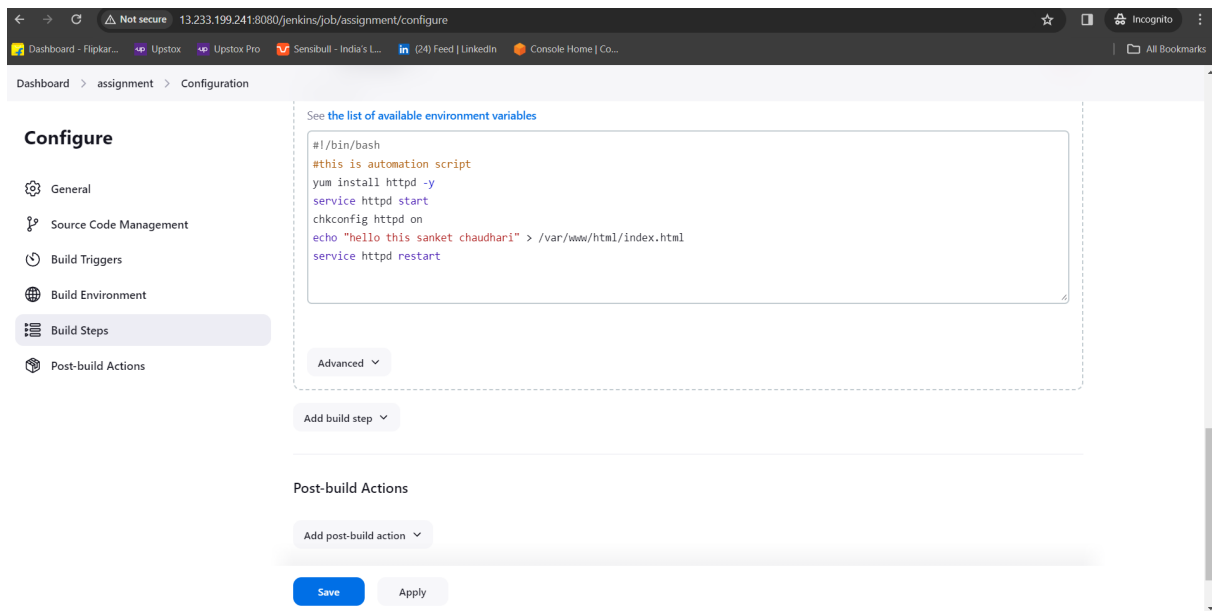 Not secure 13.233.199.241:8080/jenkins/job/assignment/configure Incognito
Dashboard - Flipkar... up Upstox up Upstox Pro Sensibull - India's L... in (24) Feed | LinkedIn Console Home | Co... All Bookmarks
Dashboard > assignment > Configuration
Configure
General
Source Code Management
Build Triggers
Build Environment
Build Steps
Post-build Actions
See the list of available environment variables
#!/bin/bash
#this is automation script
yum install httpd -y
service httpd start
chkconfig httpd on
echo "hello this sanket chaudhari" > /var/www/html/index.html
service httpd restart
Advanced
Add build step
Post-build Actions
Add post-build action
Save Apply